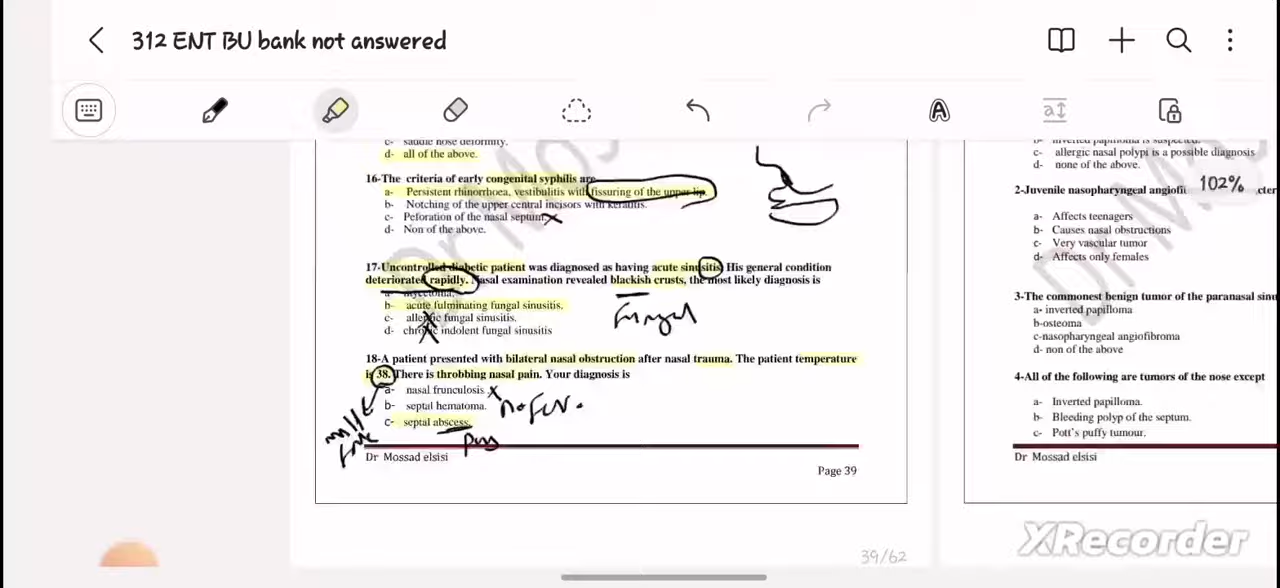 312 ENT BU bank not answered
c- saddle nose deformity.
d- all of the above.
16-The criteria of early congenital syphilis are
a- Persistent rhinorrhoea, vestibulitis with fissuring of the upper lip.
b- Notching of the upper central incisors with keratitis.
c- Peforation of the nasal septum
d- Non of the above.
17-Uncontrolled diabetic patient was diagnosed as having acute sinusitis His general condition
deteriorated rapidly. Nasal examination revealed blackish crusts, the most likely diagnosis is
a- mycetoma.
b- acute fulminating fungal sinusitis.
c- allergic fungal sinusitis.
d- chronic indolent fungal sinusitis
Fungal
18-A patient presented with bilateral nasal obstruction after nasal trauma. The patient temperature
is 38. There is throbbing nasal pain. Your diagnosis is
a- nasal frunculosis
b- septal hematoma.
no fev.
c- septal abscess.
pus
Dr Mossad elsisi
Page 39
39/62
b- inverted papilloma is suspected.
c- allergic nasal polypi is a possible diagnosis
d- none of the above.
2-Juvenile nasopharyngeal angiofi
102%
a- Affects teenagers
b- Causes nasal obstructions
c- Very vascular tumor
d- Affects only females
3-The commonest benign tumor of the paranasal sinu
a- inverted papilloma
b-osteoma
c-nasopharyngeal angiofibroma
d- non of the above
4-All of the following are tumors of the nose except
a- Inverted papilloma.
b- Bleeding polyp of the septum.
c- Pott's puffy tumour.
Dr Mossad elsisi
XRecorder